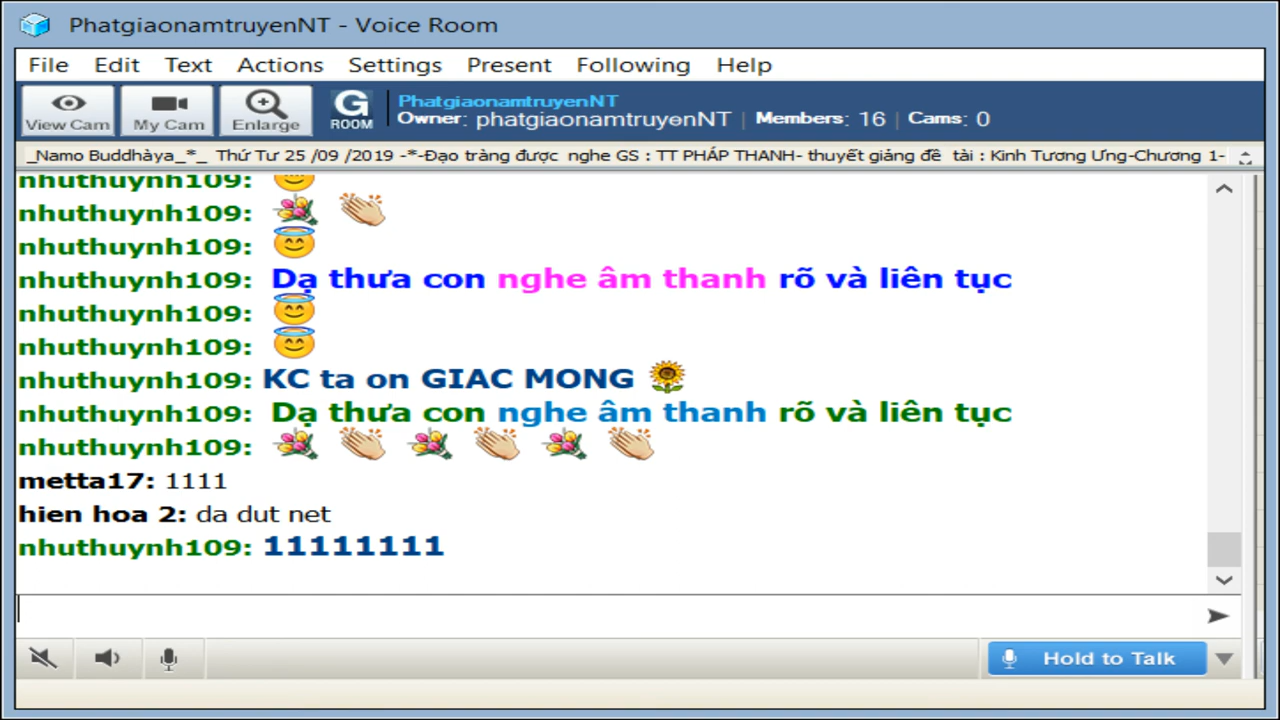 PhatgiaonamtruyenNT - Voice Room
File Edit Text Actions Settings Present Following Help
View Cam My Cam Enlarge G ROOM
PhatgiaonamtruyenNT
Owner: phatgiaonamtruyenNT | Members: 16 | Cams: 0
_Namo Buddhàya_*_ Thứ Tư 25 /09 /2019 -*-Đạo tràng được nghe GS : TT PHÁP THANH- thuyết giảng đề tài : Kinh Tương Ưng-Chương 1-
nhuthuynh109:
nhuthuynh109:
nhuthuynh109:
nhuthuynh109: Dạ thưa con nghe âm thanh rõ và liên tục
nhuthuynh109:
nhuthuynh109:
nhuthuynh109: KC ta on GIAC MONG
nhuthuynh109: Dạ thưa con nghe âm thanh rõ và liên tục
nhuthuynh109:
metta17: 1111
hien hoa 2: da dut net
nhuthuynh109: 11111111
Hold to Talk